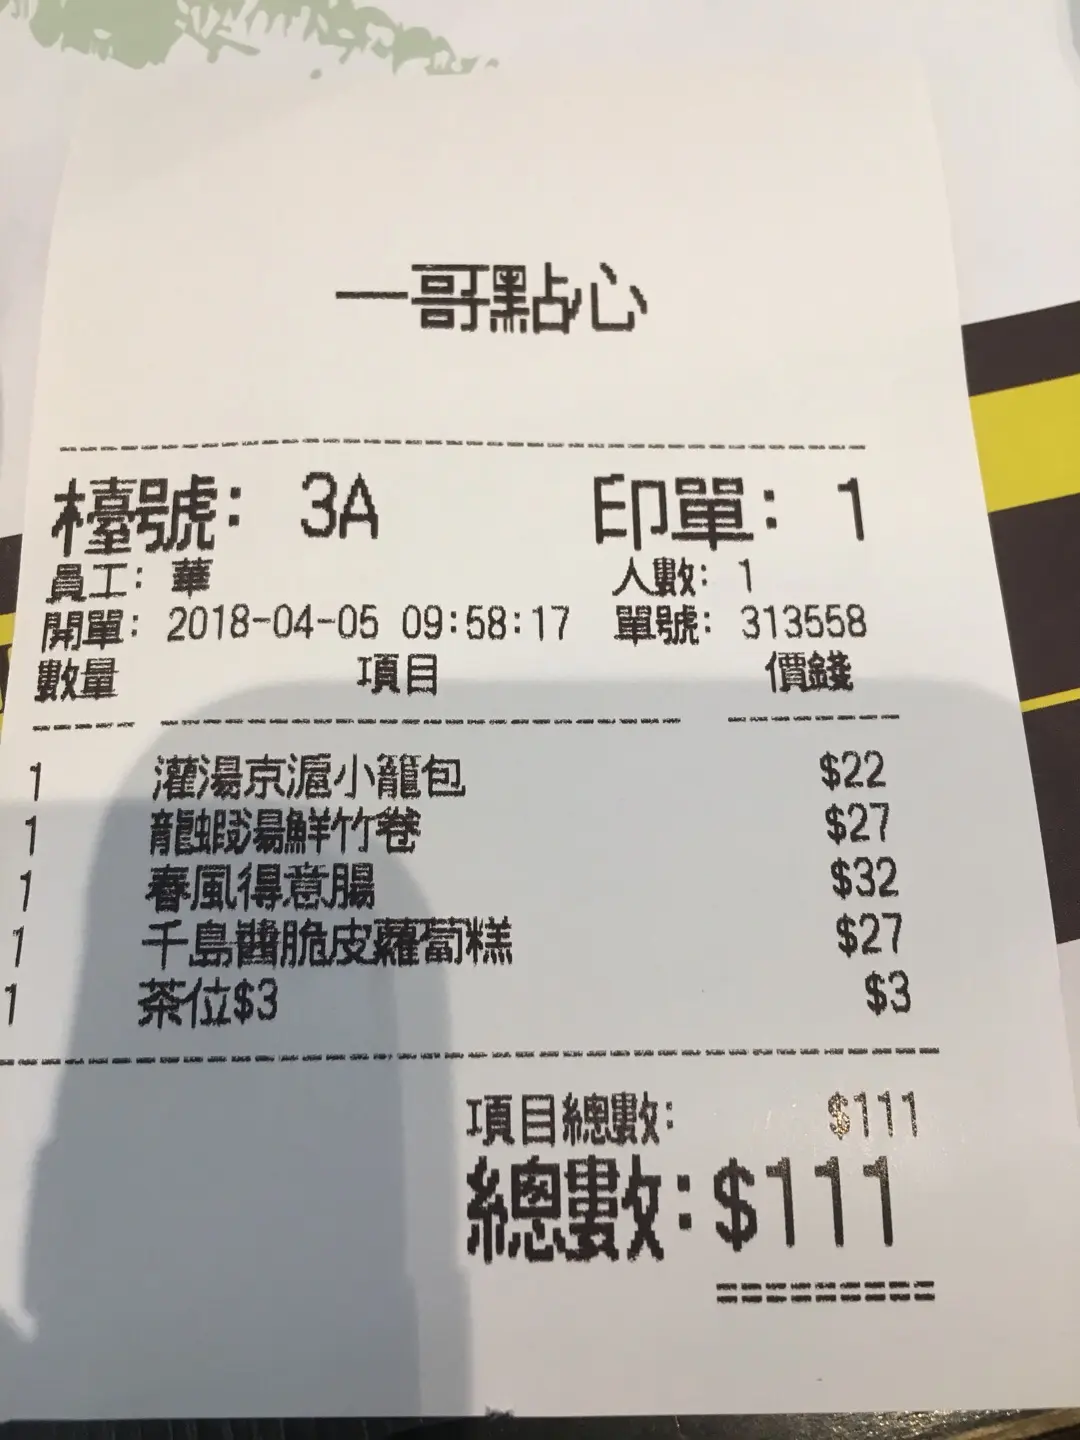 一哥點心
檯號: 3A 印單: 1
員工: 華 人數: 1
開單: 2018-04-05 09:58:17 單號: 313558
數量 項目 價錢
1 灌湯京滬小籠包 $22
1 龍蝦湯鮮竹卷 $27
1 春風得意腸 $32
1 千島醬脆皮蘿蔔糕 $27
1 茶位$3 $3
項目總數: $111
總數: $111